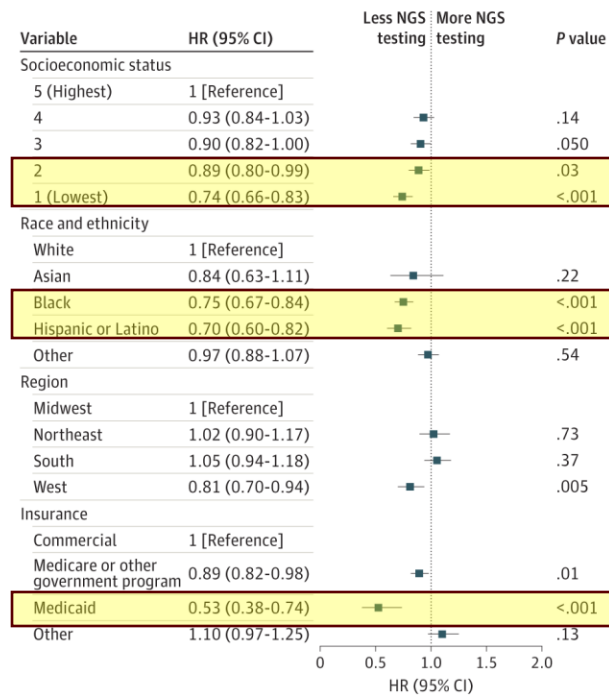 Less NGS testing
More NGS testing
Variable HR (95% CI) P value
Socioeconomic status
5 (Highest) 1 [Reference]
4 0.93 (0.84-1.03) .14
3 0.90 (0.82-1.00) .050
2 0.89 (0.80-0.99) .03
1 (Lowest) 0.74 (0.66-0.83) <.001
Race and ethnicity
White 1 [Reference]
Asian 0.84 (0.63-1.11) .22
Black 0.75 (0.67-0.84) <.001
Hispanic or Latino 0.70 (0.60-0.82) <.001
Other 0.97 (0.88-1.07) .54
Region
Midwest 1 [Reference]
Northeast 1.02 (0.90-1.17) .73
South 1.05 (0.94-1.18) .37
West 0.81 (0.70-0.94) .005
Insurance
Commercial 1 [Reference]
Medicare or other
government program 0.89 (0.82-0.98) .01
Medicaid 0.53 (0.38-0.74) <.001
Other 1.10 (0.97-1.25) .13
0 0.5 1.0 1.5 2.0
HR (95% CI)